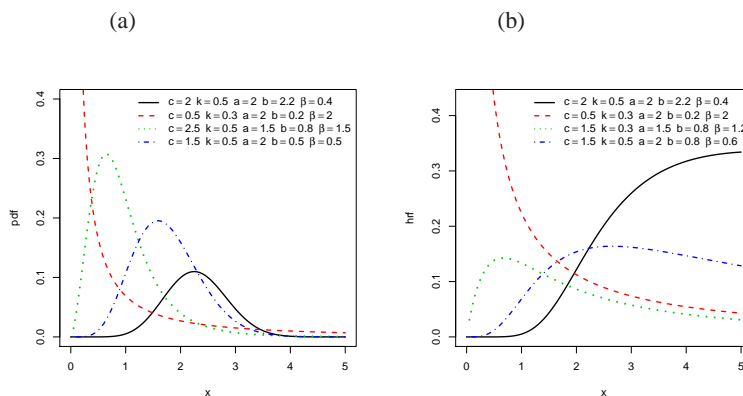 (a)
(b)
c=2 k=0.5 a=2 b=2.2 β=0.4
c=0.5 k=0.3 a=2 b=0.2 β=2
c=2.5 k=0.5 a=1.5 b=0.8 β=1.5
c=1.5 k=0.5 a=2 b=0.5 β=0.5
pdf
0.0
0.1
0.2
0.3
0.4
0
1
2
3
4
5
x
c=2 k=0.5 a=2 b=2.2 β=0.4
c=0.5 k=0.3 a=2 b=0.2 β=2
c=1.5 k=0.3 a=1.5 b=0.8 β=1.2
c=1.5 k=0.5 a=2 b=0.8 β=0.6
hrf
0.0
0.1
0.2
0.3
0.4
0
1
2
3
4
5
x